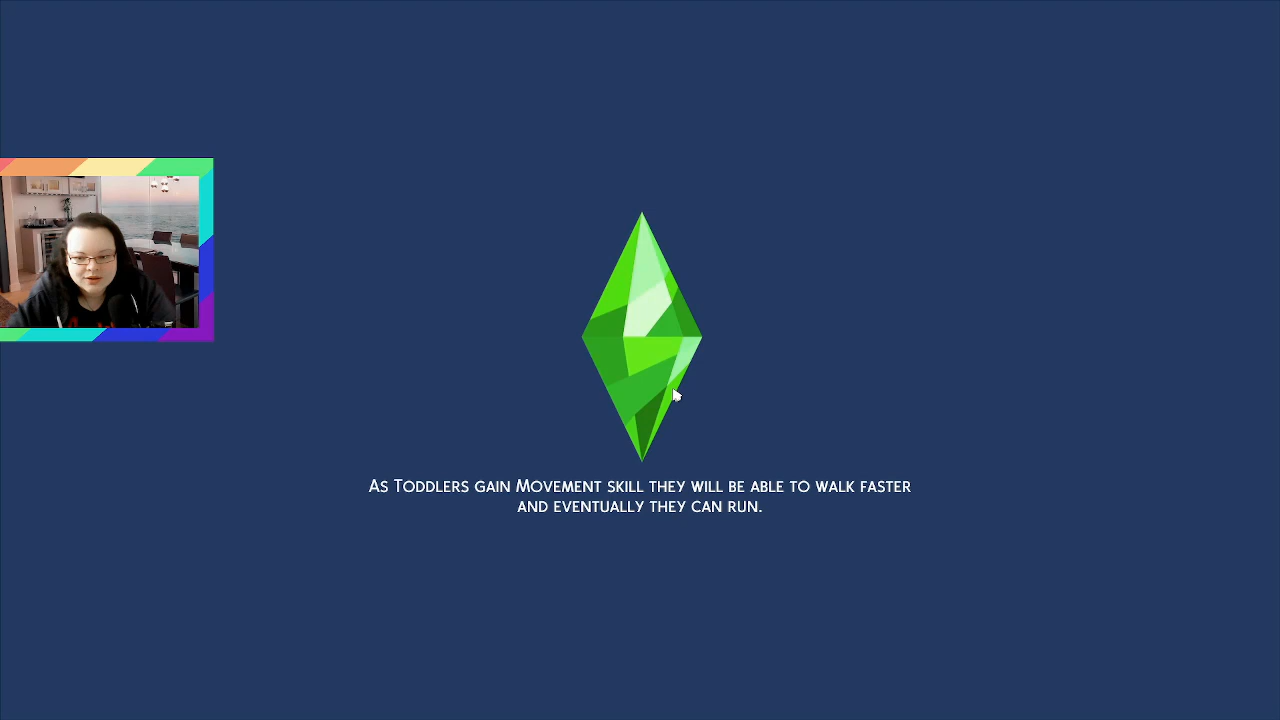 As Toddlers gain Movement skill they will be able to walk faster
and eventually they can run.